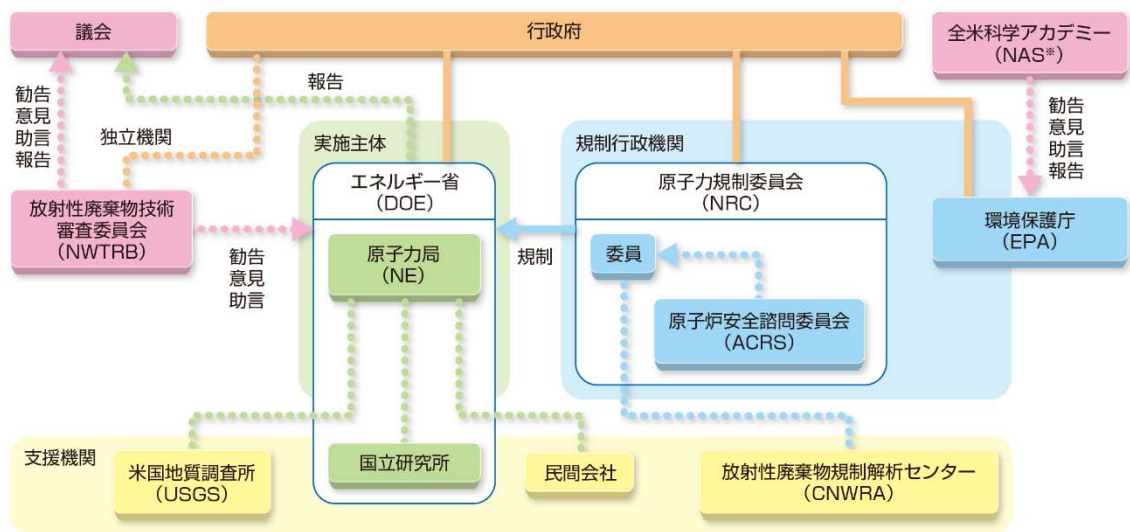 議会
行政府
全米科学アカデミー
(NAS※)
報告
勧告
意見
助言
報告
独立機関
勧告
意見
助言
報告
実施主体
規制行政機関
エネルギー省
(DOE)
原子力規制委員会
(NRC)
放射性廃棄物技術
審査委員会
(NWTRB)
環境保護庁
(EPA)
原子力局
(NE)
規制
委員
勧告
意見
助言
原子炉安全諮問委員会
(ACRS)
支援機関
米国地質調査所
(USGS)
国立研究所
民間会社
放射性廃棄物規制解析センター
(CNWRA)